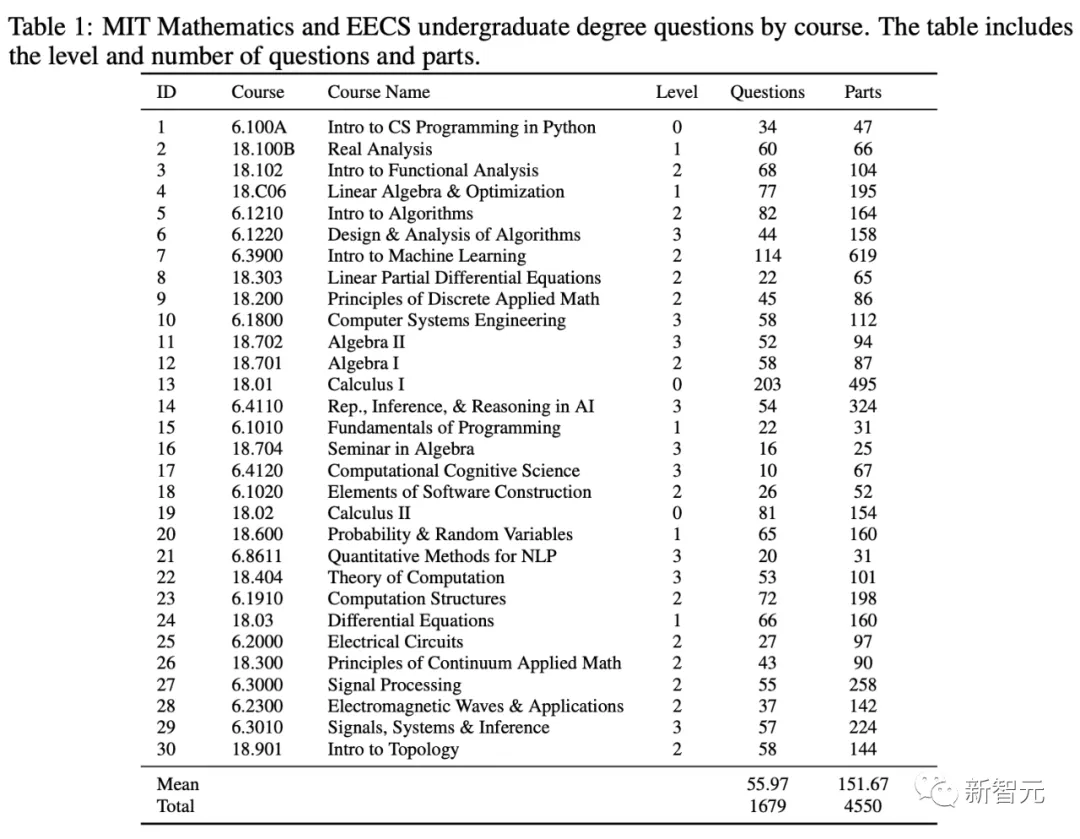 Table 1: MIT Mathematics and EECS undergraduate degree questions by course. The table includes
the level and number of questions and parts.
ID Course Course Name Level Questions Parts
1 6.100A Intro to CS Programming in Python 0 34 47
2 18.100B Real Analysis 1 60 66
3 18.102 Intro to Functional Analysis 2 68 104
4 18.C06 Linear Algebra & Optimization 1 77 195
5 6.1210 Intro to Algorithms 2 82 164
6 6.1220 Design & Analysis of Algorithms 3 44 158
7 6.3900 Intro to Machine Learning 2 114 619
8 18.303 Linear Partial Differential Equations 2 22 65
9 18.200 Principles of Discrete Applied Math 2 45 86
10 6.1800 Computer Systems Engineering 3 58 112
11 18.702 Algebra II 3 52 94
12 18.701 Algebra I 2 58 87
13 18.01 Calculus I 0 203 495
14 6.4110 Rep., Inference, & Reasoning in AI 3 54 324
15 6.1010 Fundamentals of Programming 1 22 31
16 18.704 Seminar in Algebra 3 16 25
17 6.4120 Computational Cognitive Science 3 10 67
18 6.1020 Elements of Software Construction 2 26 52
19 18.02 Calculus II 0 81 154
20 18.600 Probability & Random Variables 1 65 160
21 6.8611 Quantitative Methods for NLP 3 20 31
22 18.404 Theory of Computation 3 53 101
23 6.1910 Computation Structures 2 72 198
24 18.03 Differential Equations 1 66 160
25 6.2000 Electrical Circuits 2 27 97
26 18.300 Principles of Continuum Applied Math 2 43 90
27 6.3000 Signal Processing 2 55 258
28 6.2300 Electromagnetic Waves & Applications 2 37 142
29 6.3010 Signals, Systems & Inference 3 57 224
30 18.901 Intro to Topology 2 58 144
Mean 55.97 151.67
Total 1679 4550
新智元